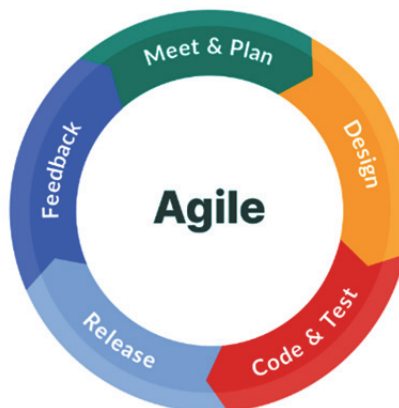 Meet & Plan
Design
Code & Test
Release
Feedback
Agile